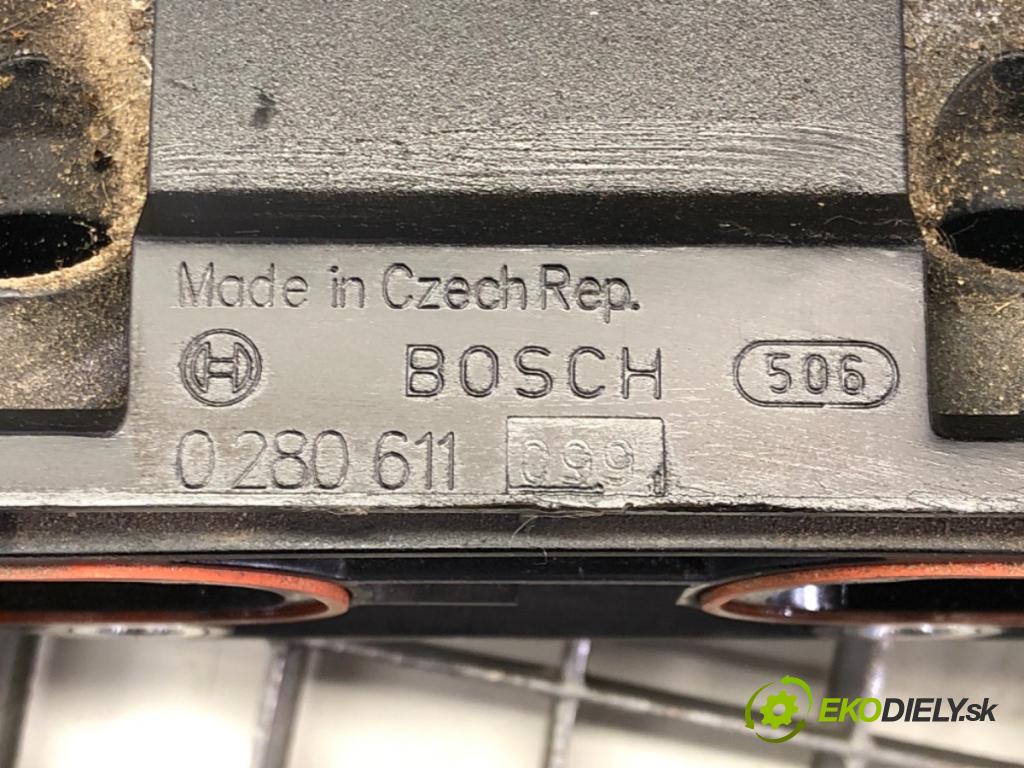 Made in Czech Rep.
BOSCH 506
0 280 611 099
EKODIELY.sk